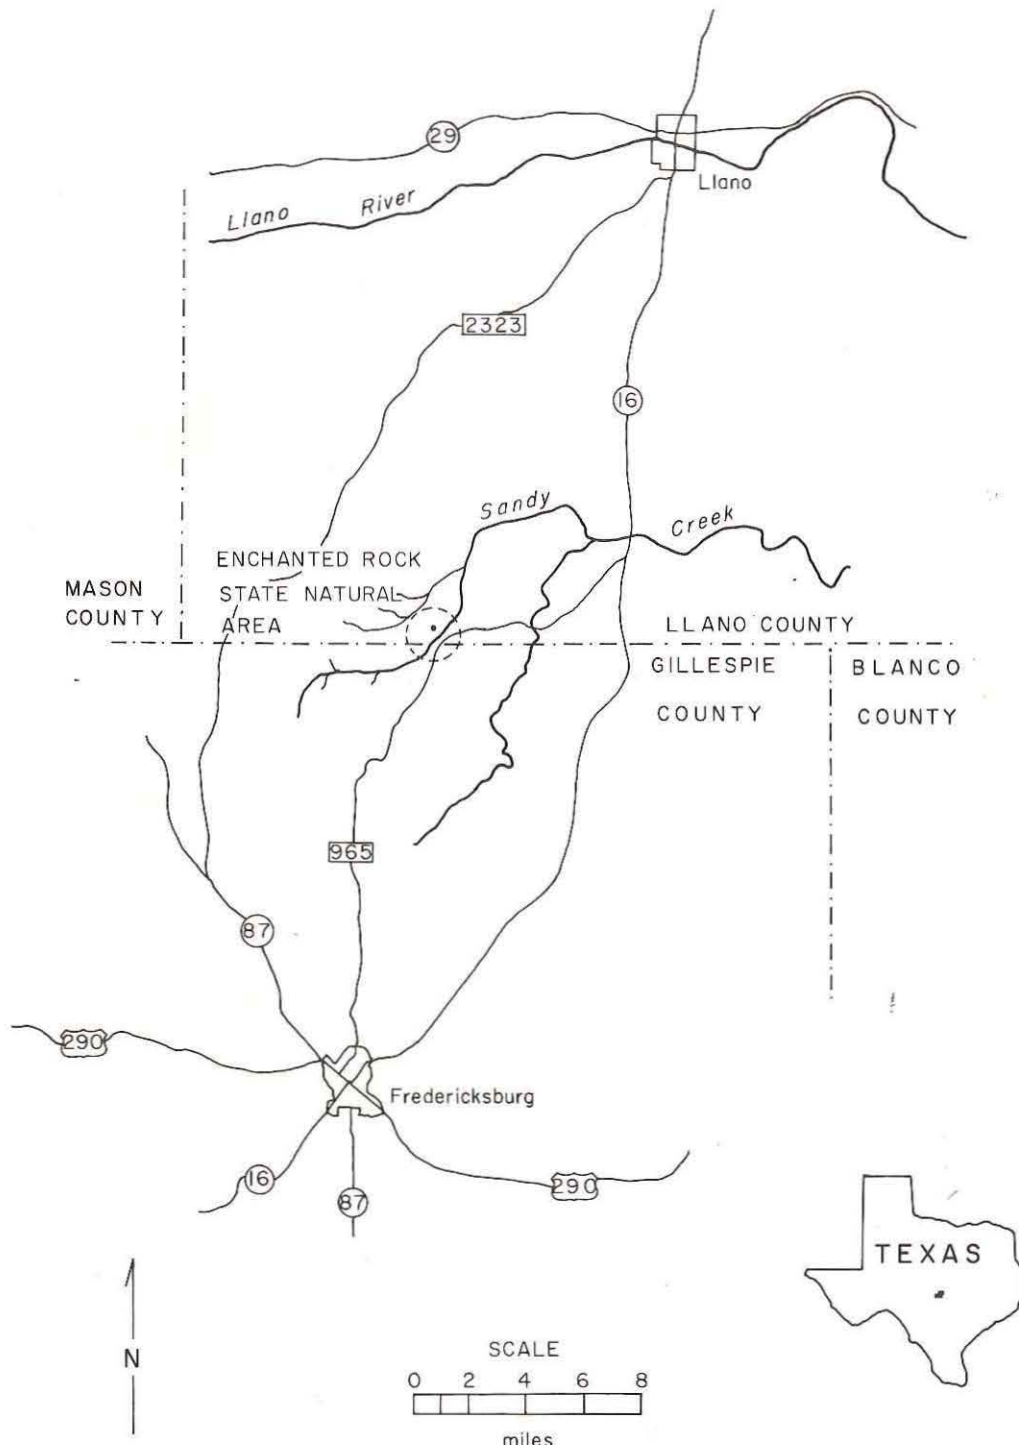 29
Llano
Llano River
2323
16
Sandy Creek
ENCHANTED ROCK
STATE NATURAL
AREA
MASON
COUNTY
LLANO COUNTY
GILLESPIE
COUNTY
BLANCO
COUNTY
965
87
290
Fredericksburg
16
87
290
TEXAS
N
SCALE
0 2 4 6 8
miles